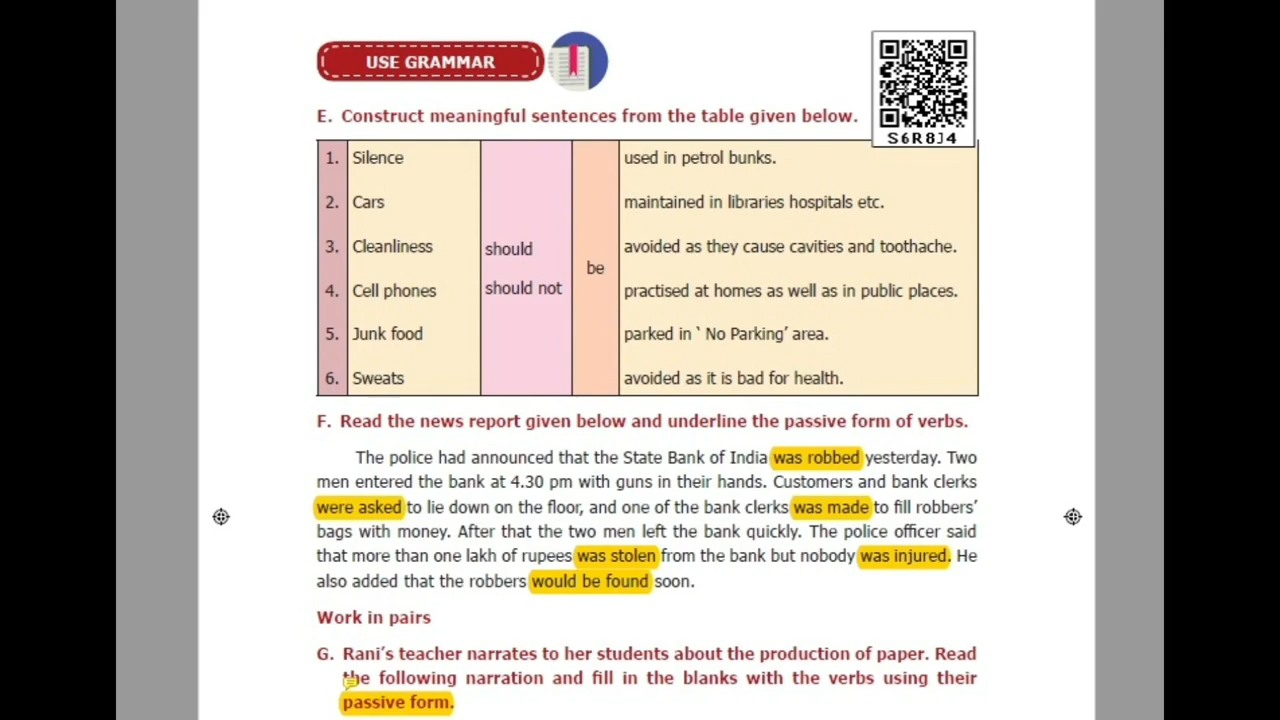 USE GRAMMAR
S6R8J4
E. Construct meaningful sentences from the table given below.
1. Silence should should not be used in petrol bunks.
2. Cars maintained in libraries hospitals etc.
3. Cleanliness avoided as they cause cavities and toothache.
4. Cell phones practised at homes as well as in public places.
5. Junk food parked in ‵ No Parking′ area.
6. Sweats avoided as it is bad for health.
F. Read the news report given below and underline the passive form of verbs.
The police had announced that the State Bank of India was robbed yesterday. Two
men entered the bank at 4.30 pm with guns in their hands. Customers and bank clerks
were asked to lie down on the floor, and one of the bank clerks was made to fill robbers’
bags with money. After that the two men left the bank quickly. The police officer said
that more than one lakh of rupees was stolen from the bank but nobody was injured. He
also added that the robbers would be found soon.
Work in pairs
G. Rani’s teacher narrates to her students about the production of paper. Read
the following narration and fill in the blanks with the verbs using their
passive form.